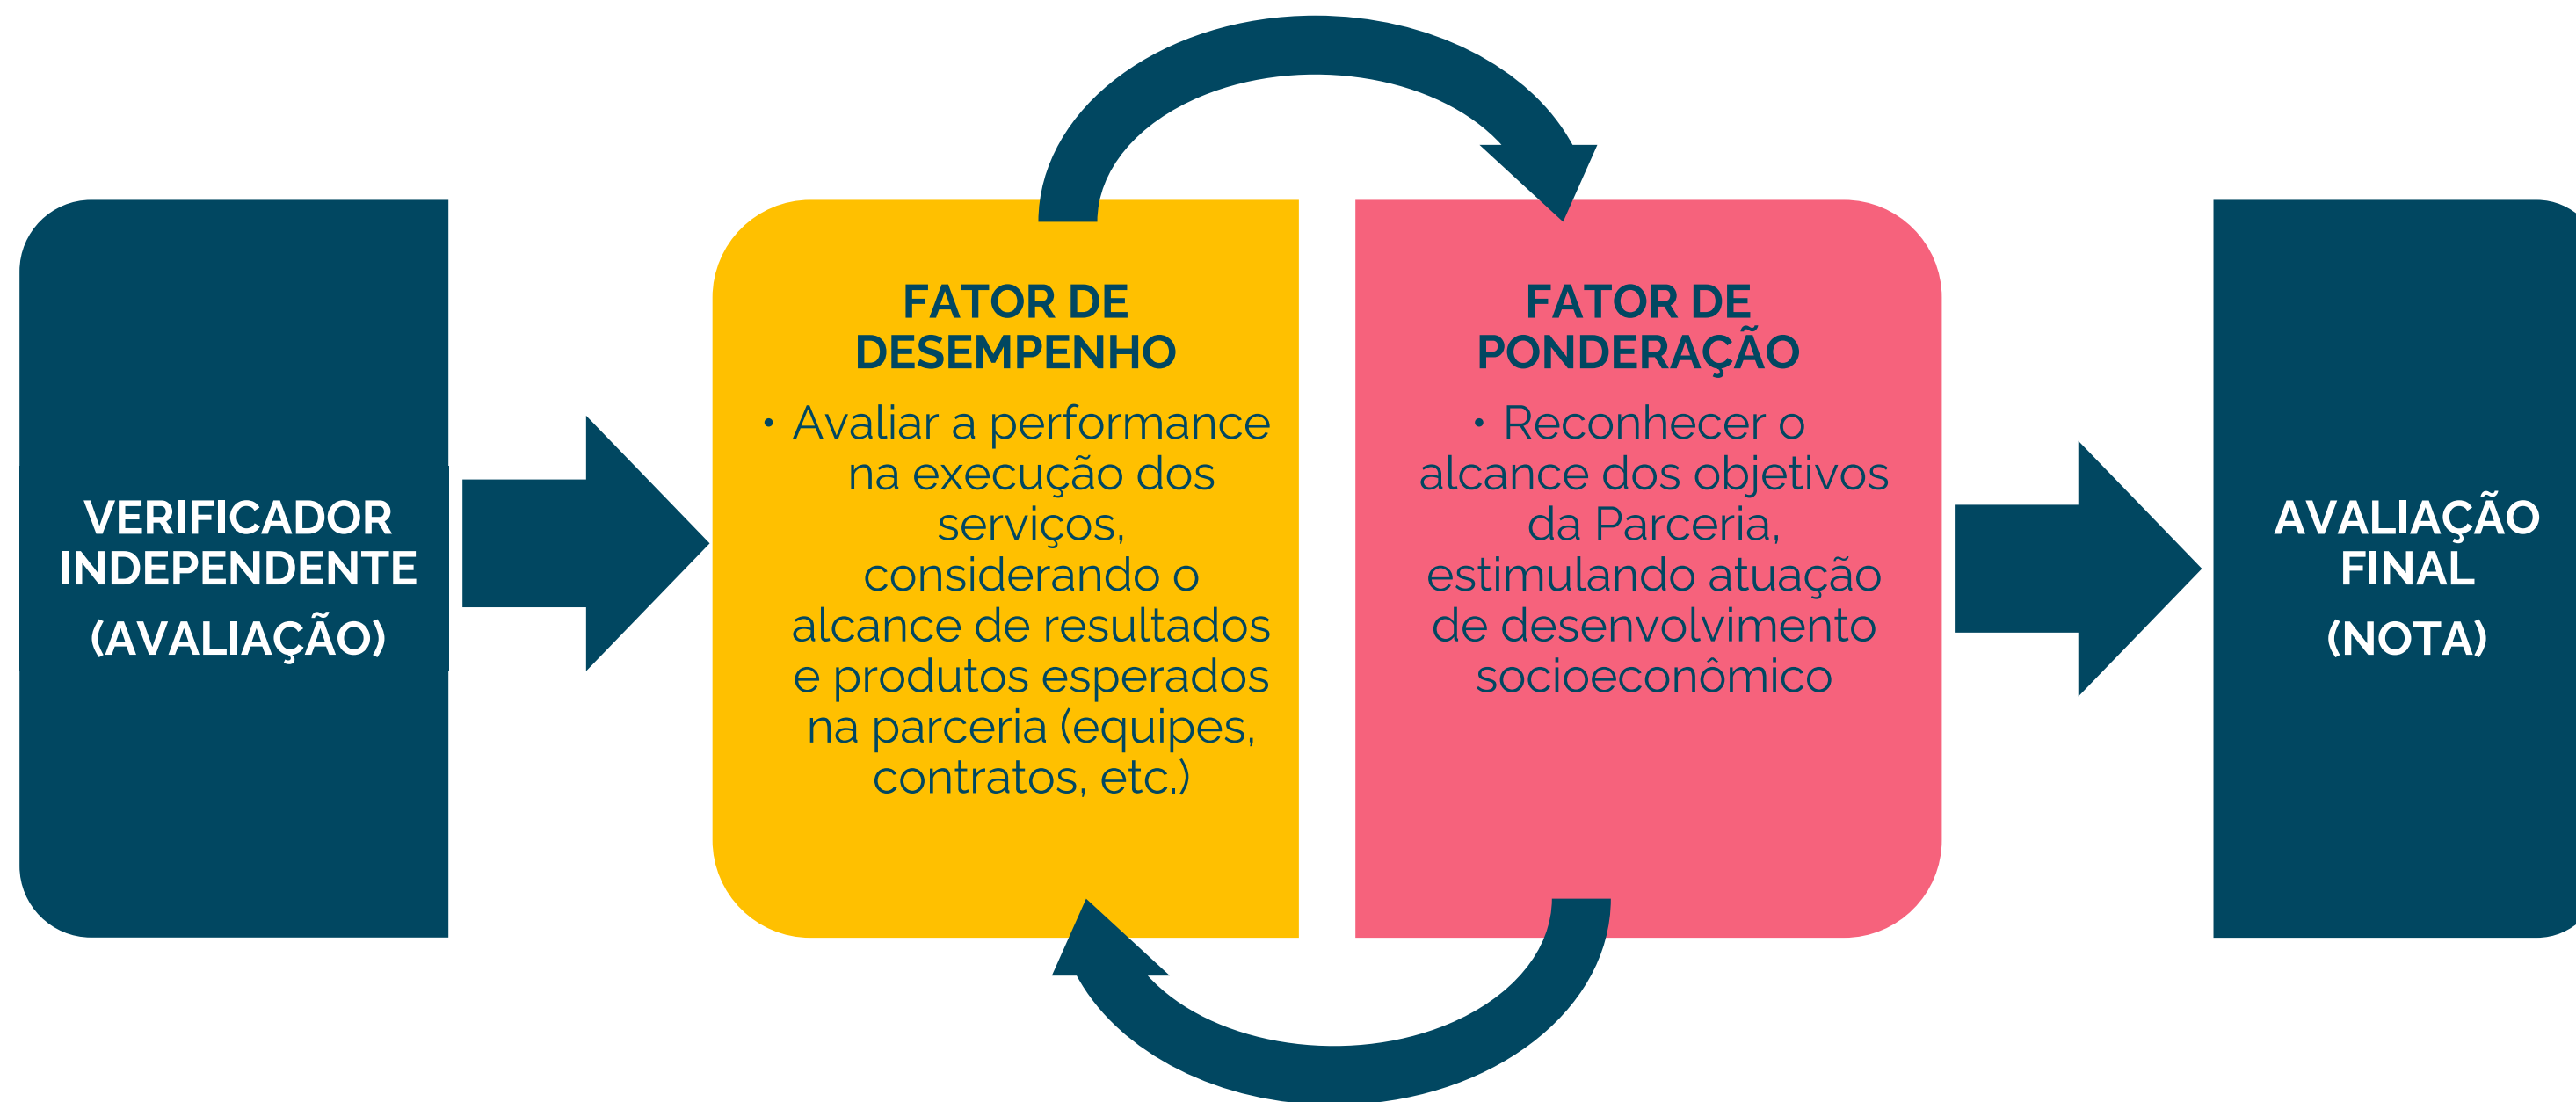 VERIFICADOR
INDEPENDENTE
(AVALIAÇÃO)
FATOR DE
DESEMPENHO
• Avaliar a performance
na execução dos
serviços,
considerando o
alcance de resultados
e produtos esperados
na parceria (equipes,
contratos, etc.)
FATOR DE
PONDERAÇÃO
• Reconhecer o
alcance dos objetivos
da Parceria,
estimulando atuação
de desenvolvimento
socioeconômico
AVALIAÇÃO
FINAL
(NOTA)